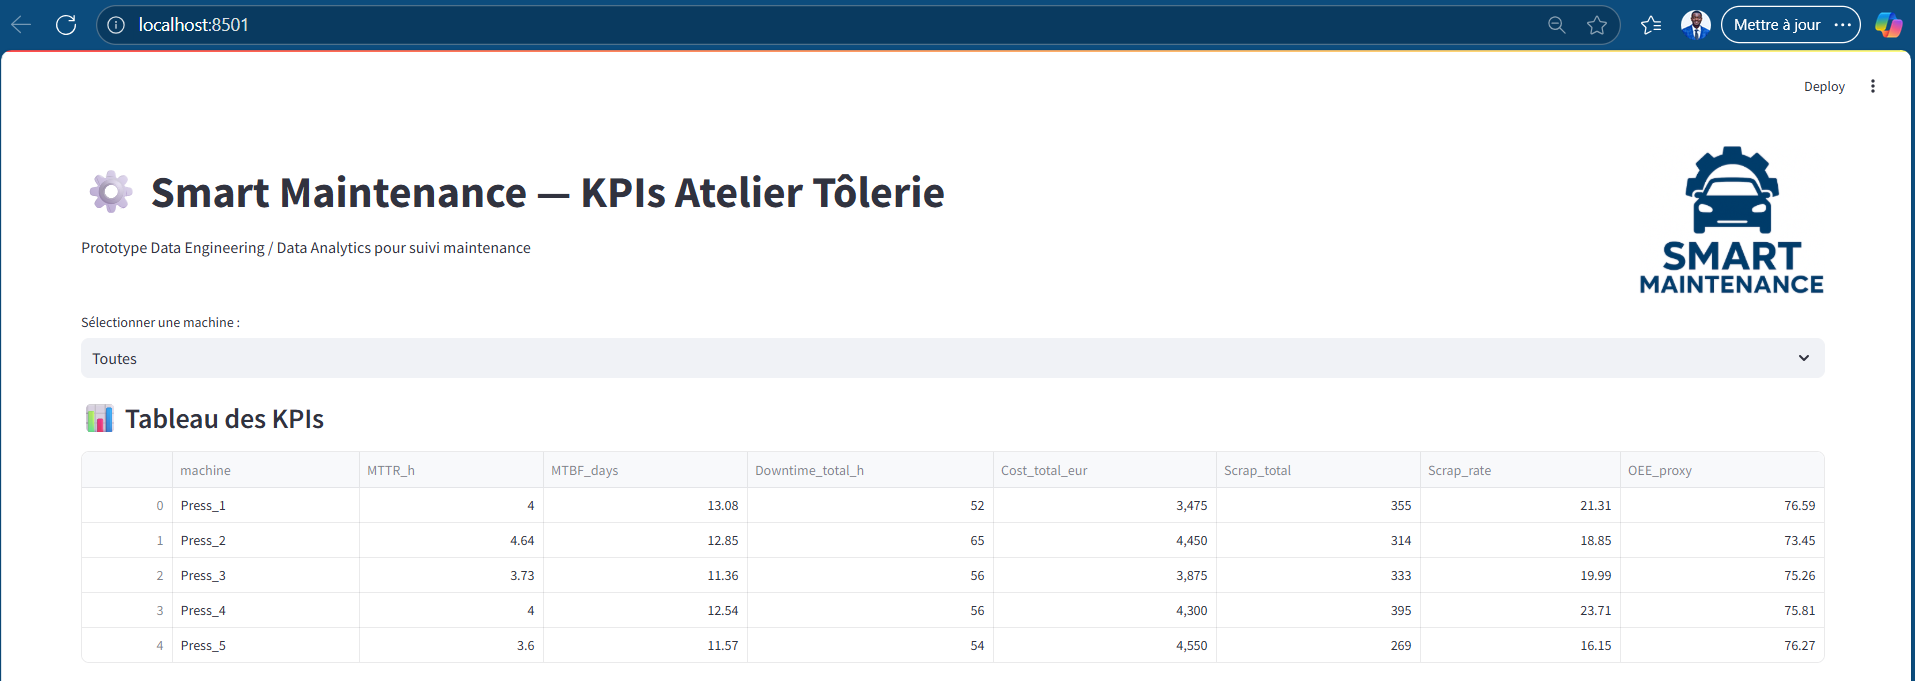 localhost:8501
Mettre à jour
Deploy
Smart Maintenance — KPIs Atelier Tôlerie
SMART
MAINTENANCE
Prototype Data Engineering / Data Analytics pour suivi maintenance
Sélectionner une machine :
Toutes
Tableau des KPIs
machine MTTR_h MTBF_days Downtime_total_h Cost_total_eur Scrap_total Scrap_rate OEE_proxy
0 Press_1 4 13.08 52 3,475 355 21.31 76.59
1 Press_2 4.64 12.85 65 4,450 314 18.85 73.45
2 Press_3 3.73 11.36 56 3,875 333 19.99 75.26
3 Press_4 4 12.54 56 4,300 395 23.71 75.81
4 Press_5 3.6 11.57 54 4,550 269 16.15 76.27